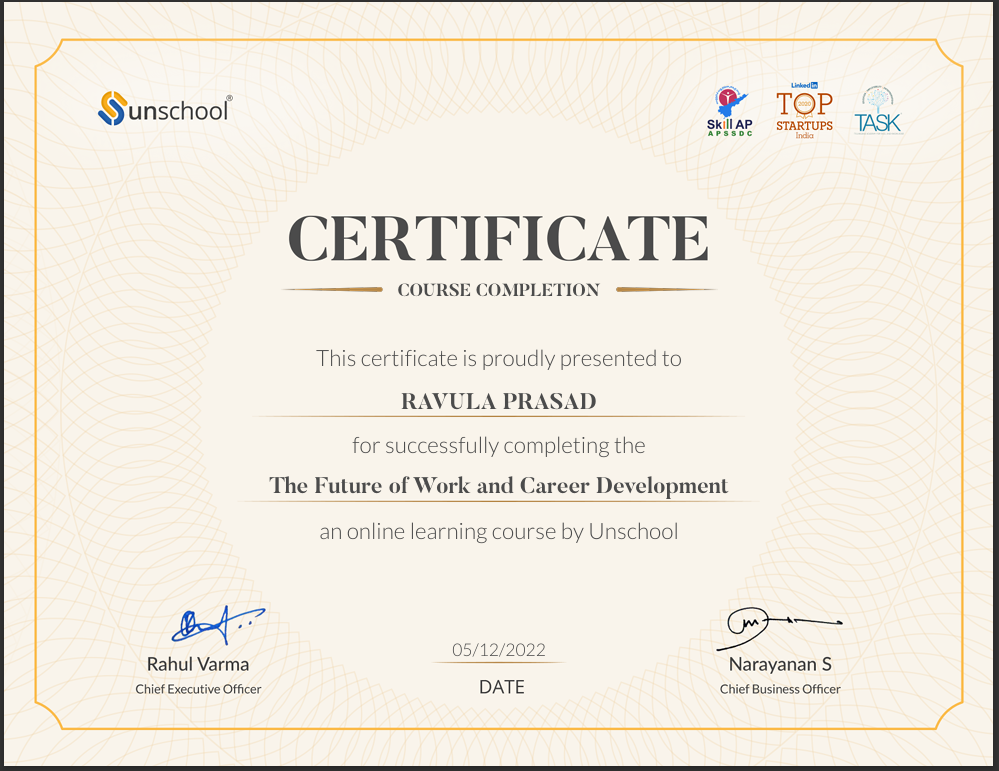 unschool®
Skill AP
APSSDC
Linked in
TOP
2020
STARTUPS
India
TASK
CERTIFICATE
COURSE COMPLETION
This certificate is proudly presented to
RAVULA PRASAD
for successfully completing the
The Future of Work and Career Development
an online learning course by Unschool
Rahul Varma
Chief Executive Officer
05/12/2022
DATE
Narayanan S
Chief Business Officer